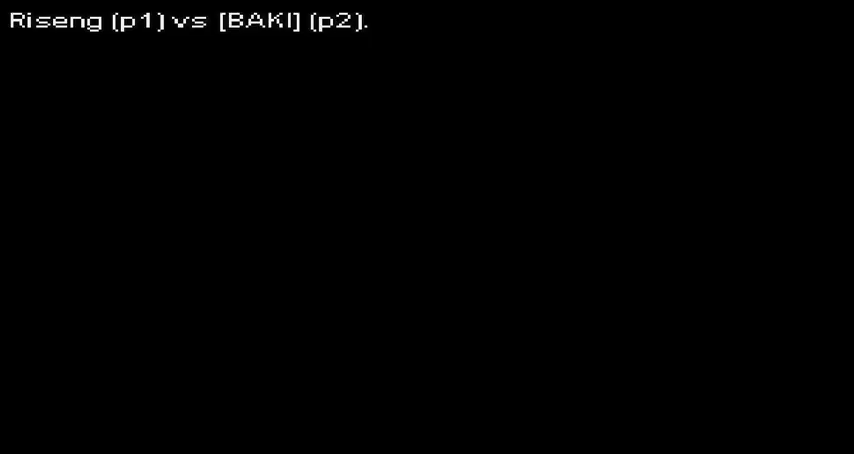 Riseng (p1) vs [BAKI] (p2).